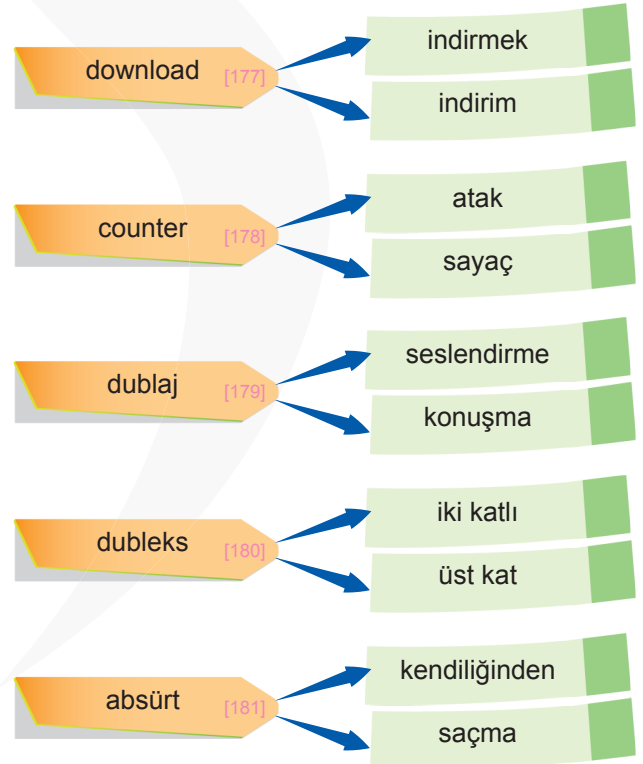 indirmek
download [177]
indirim
atak
counter [178]
sayaç
seslendirme
dublaj [179]
konuşma
iki katlı
dubleks [180]
üst kat
kendiliğinden
absürt [181]
saçma